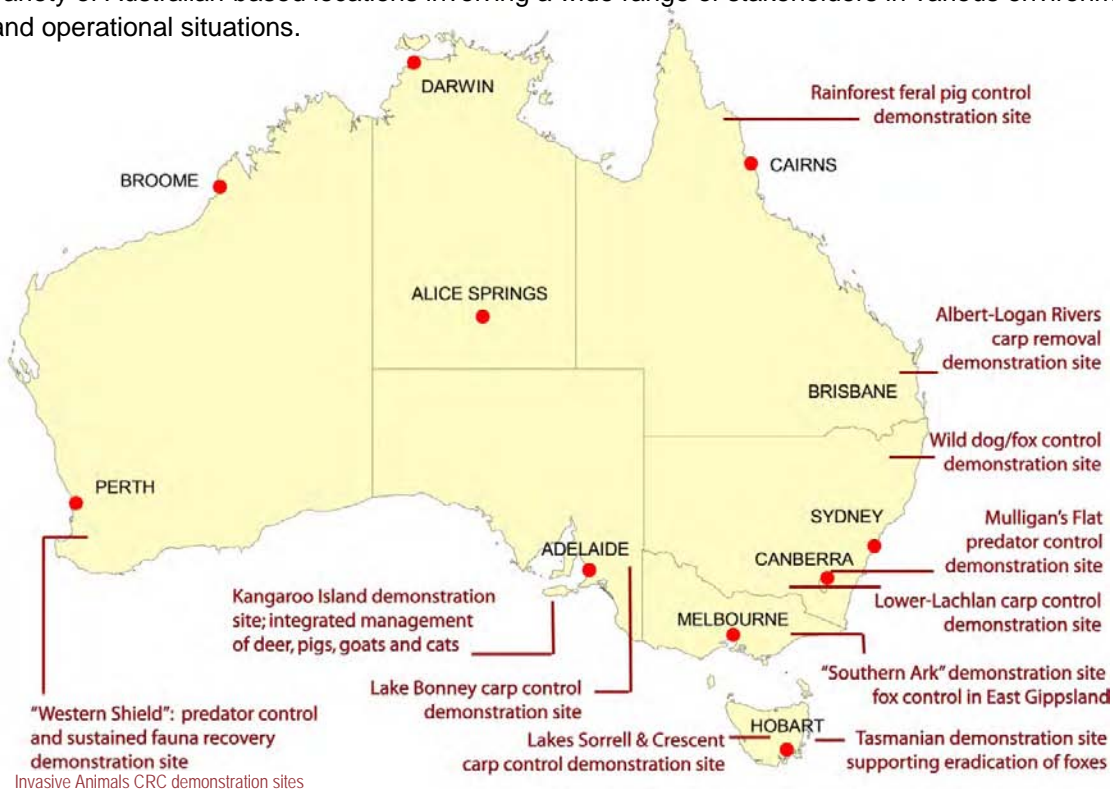 and operational situations.
DARWIN
Rainforest feral pig control
demonstration site
BROOME
CAIRNS
ALICE SPRINGS
Albert-Logan Rivers
carp removal
demonstration site
BRISBANE
Wild dog/fox control
demonstration site
PERTH
SYDNEY
Mulligan's Flat
predator control
demonstration site
ADELAIDE
CANBERRA
Kangaroo Island demonstration
site; integrated management
of deer, pigs, goats and cats
Lower-Lachlan carp control
demonstration site
MELBOURNE
"Southern Ark" demonstration site
fox control in East Gippsland
Lake Bonney carp control
demonstration site
"Western Shield": predator control
and sustained fauna recovery
demonstration site
HOBART
Lakes Sorrell & Crescent
carp control demonstration site
Tasmanian demonstration site
supporting eradication of foxes
Invasive Animals CRC demonstration sites